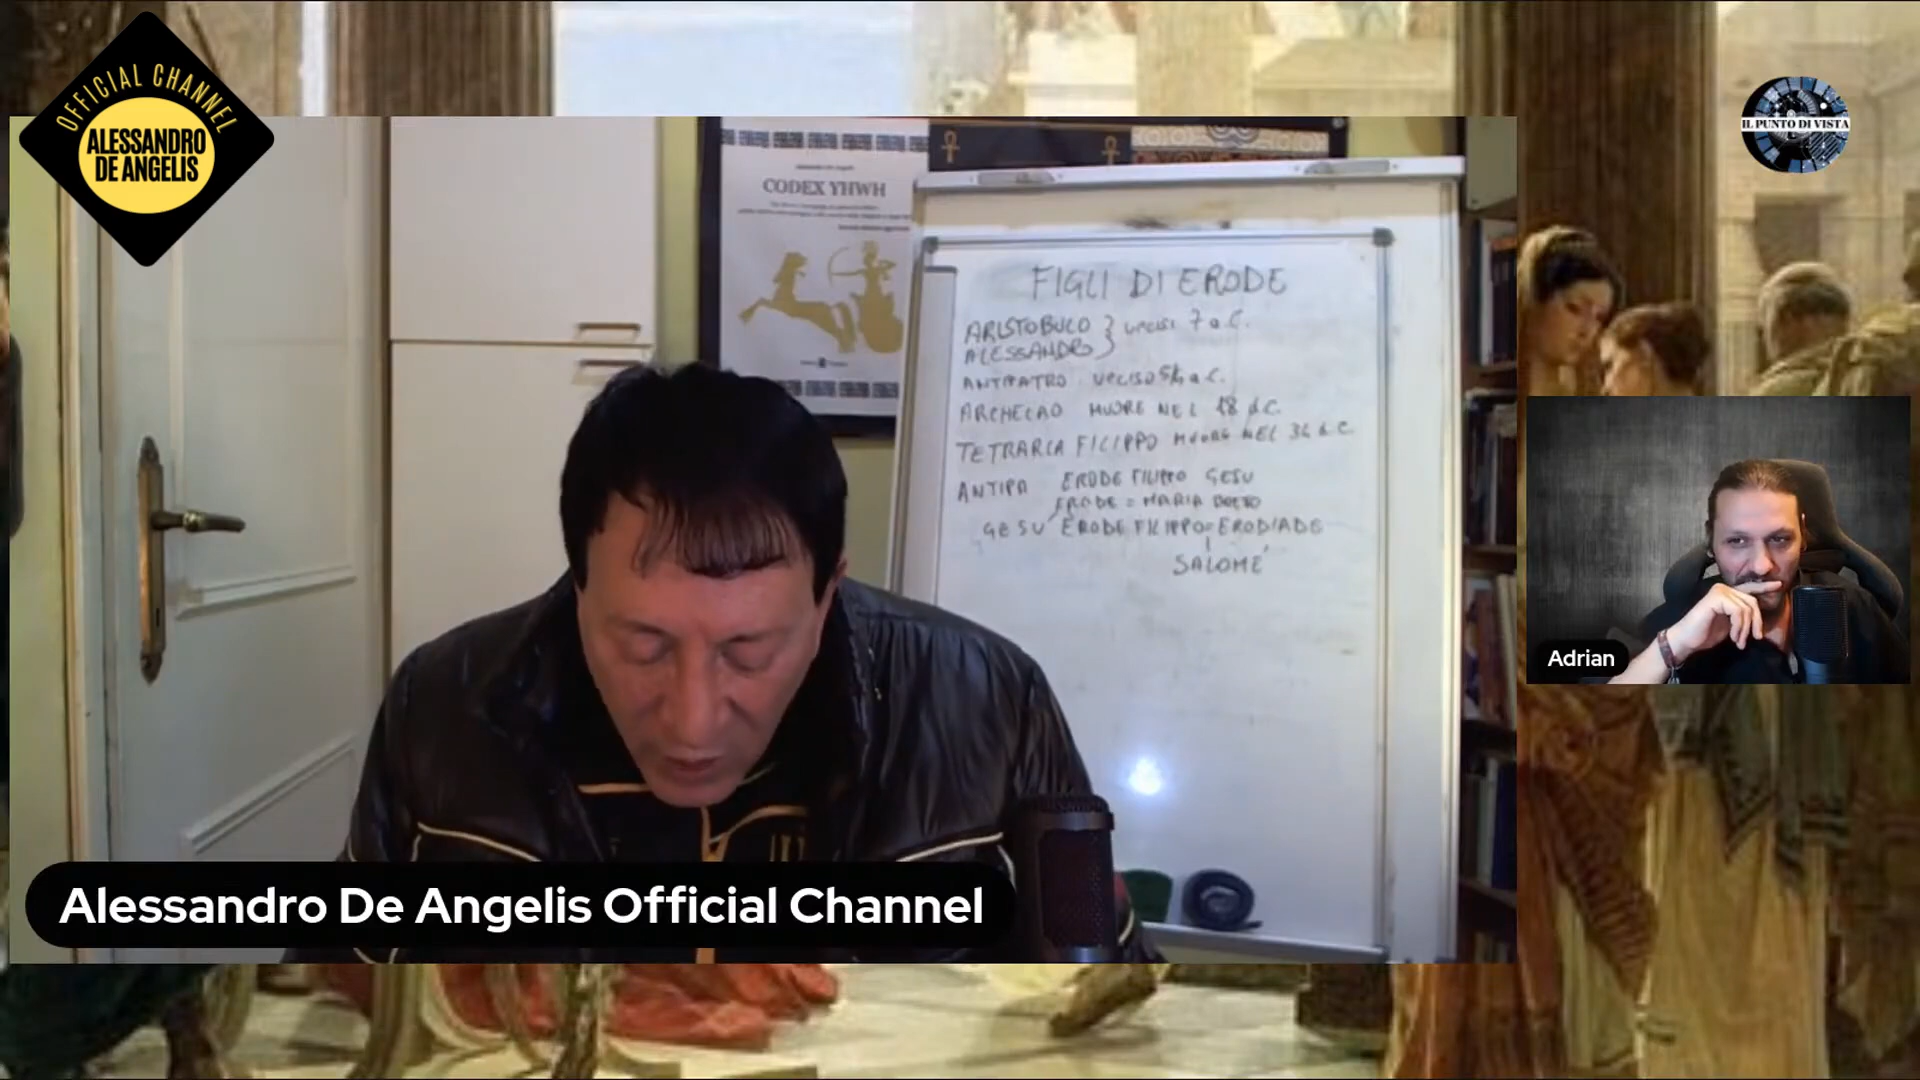 OFFICIAL CHANNEL
ALESSANDRO
DE ANGELIS
IL PUNTO DI VISTA
CODEX YHWH
FIGLI DI ERODE
ARISTOBULO } UCCISI 7 a.C.
ALESSANDRO
ANTIPATRO UCCISO a.C.
ARCHELAO MUORE NEL 18 d.C.
TETRARCA FILIPPO MUORE NEL 34 d.C.
ANTIPA ERODE FILIPPO GESU
ERODE = MARIA
GESU ERODE FILIPPO = ERODIADE
SALOME'
Adrian
Alessandro De Angelis Official Channel